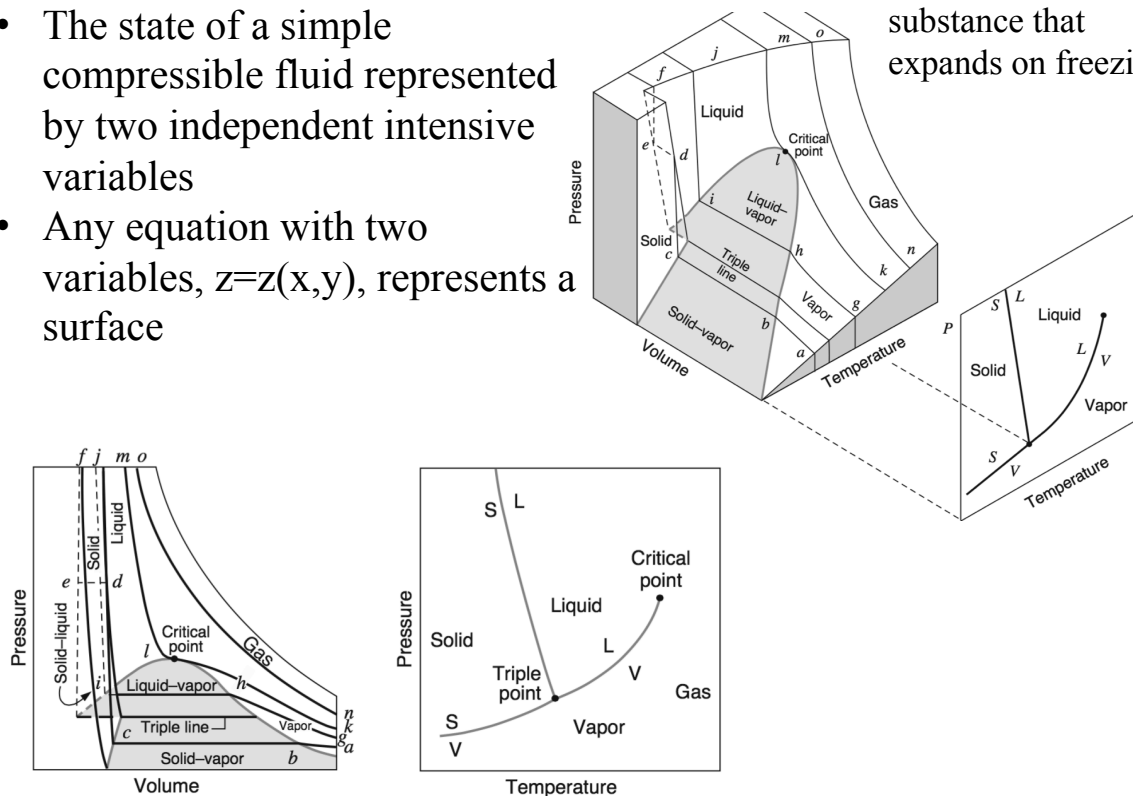 • The state of a simple
compressible fluid represented
by two independent intensive
variables
• Any equation with two
variables, z=z(x,y), represents a
surface
substance that
expands on freezi
f
j
m
o
Liquid
Critical
point
e
d
l
Pressure
i
Liquid–
vapor
Gas
Solid
c
h
n
Triple
line
Vapor
k
g
Solid–vapor
b
a
Volume
Temperature
P
S
L
Liquid
Solid
L
V
Vapor
S
V
Temperature
f
j
m
o
Pressure
Solid–liquid
Solid
Liquid
e
d
Critical
point
l
Gas
i
Liquid–vapor
h
n
k
g
a
Triple line
Vapor
c
Solid–vapor
b
Volume
Pressure
S
L
Critical
point
Liquid
Solid
L
V
Triple
point
Gas
S
V
Vapor
Temperature